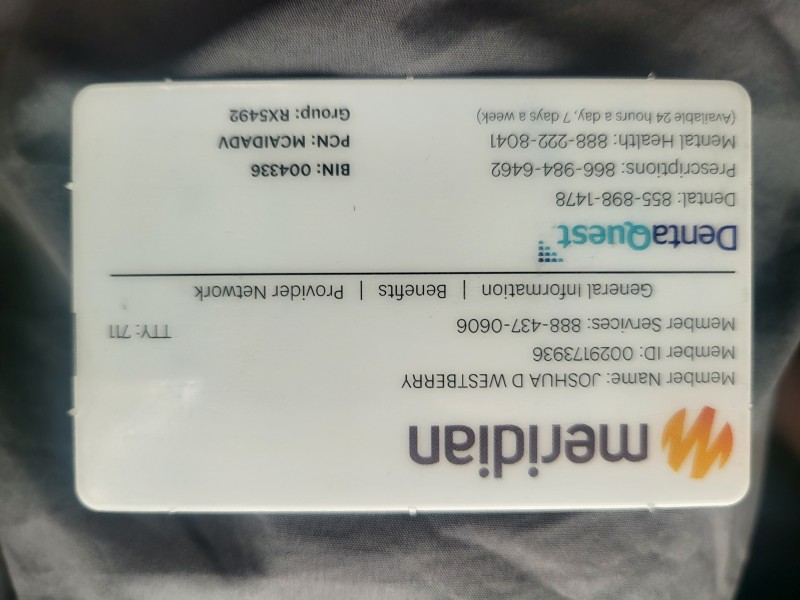 meridian
Member Name: JOSHUA D WESTBERRY
Member ID: 0029173936
Member Services: 888-437-0606 TTY: 711
General Information | Benefits | Provider Network
DentaQuest
Dental: 855-898-1478
Prescriptions: 866-984-6462 BIN: 004336
Mental Health: 888-222-8041 PCN: MCAIDADV
(Available 24 hours a day, 7 days a week) Group: RX5492